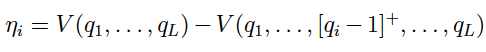 η_i = V(q_1, . . . , q_L) − V(q_1, . . . , [q_i − 1]^+, . . . , q_L)